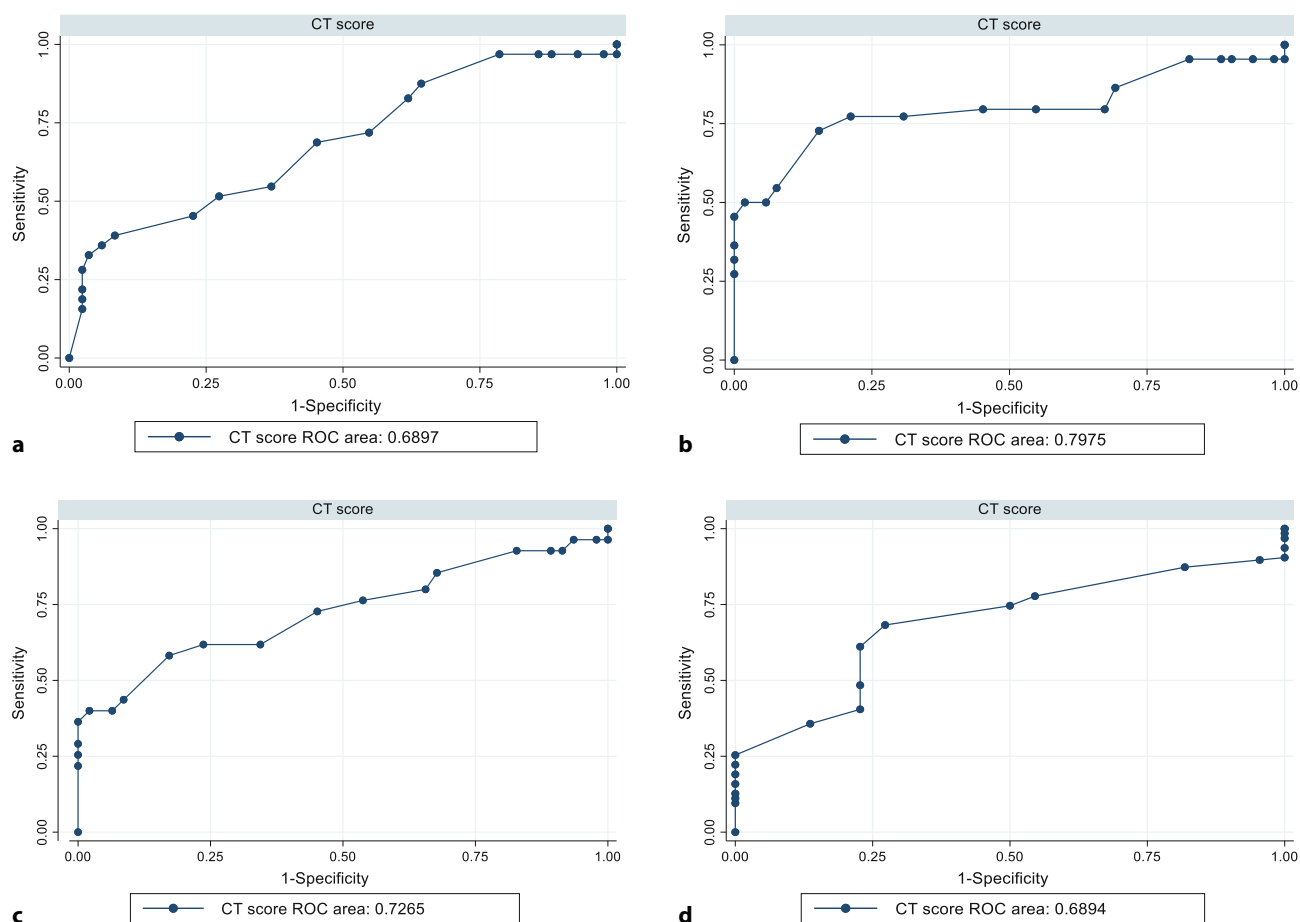 CT score
1.00
0.75
0.50
0.25
0.00
Sensitivity
0.00 0.25 0.50 0.75 1.00
1-Specificity
CT score ROC area: 0.6897
a
CT score
1.00
0.75
0.50
0.25
0.00
Sensitivity
0.00 0.25 0.50 0.75 1.00
1-Specificity
CT score ROC area: 0.7975
b
CT score
1.00
0.75
0.50
0.25
0.00
Sensitivity
0.00 0.25 0.50 0.75 1.00
1-Specificity
CT score ROC area: 0.7265
c
CT score
1.00
0.75
0.50
0.25
0.00
Sensitivity
0.00 0.25 0.50 0.75 1.00
1-Specificity
CT score ROC area: 0.6894
d